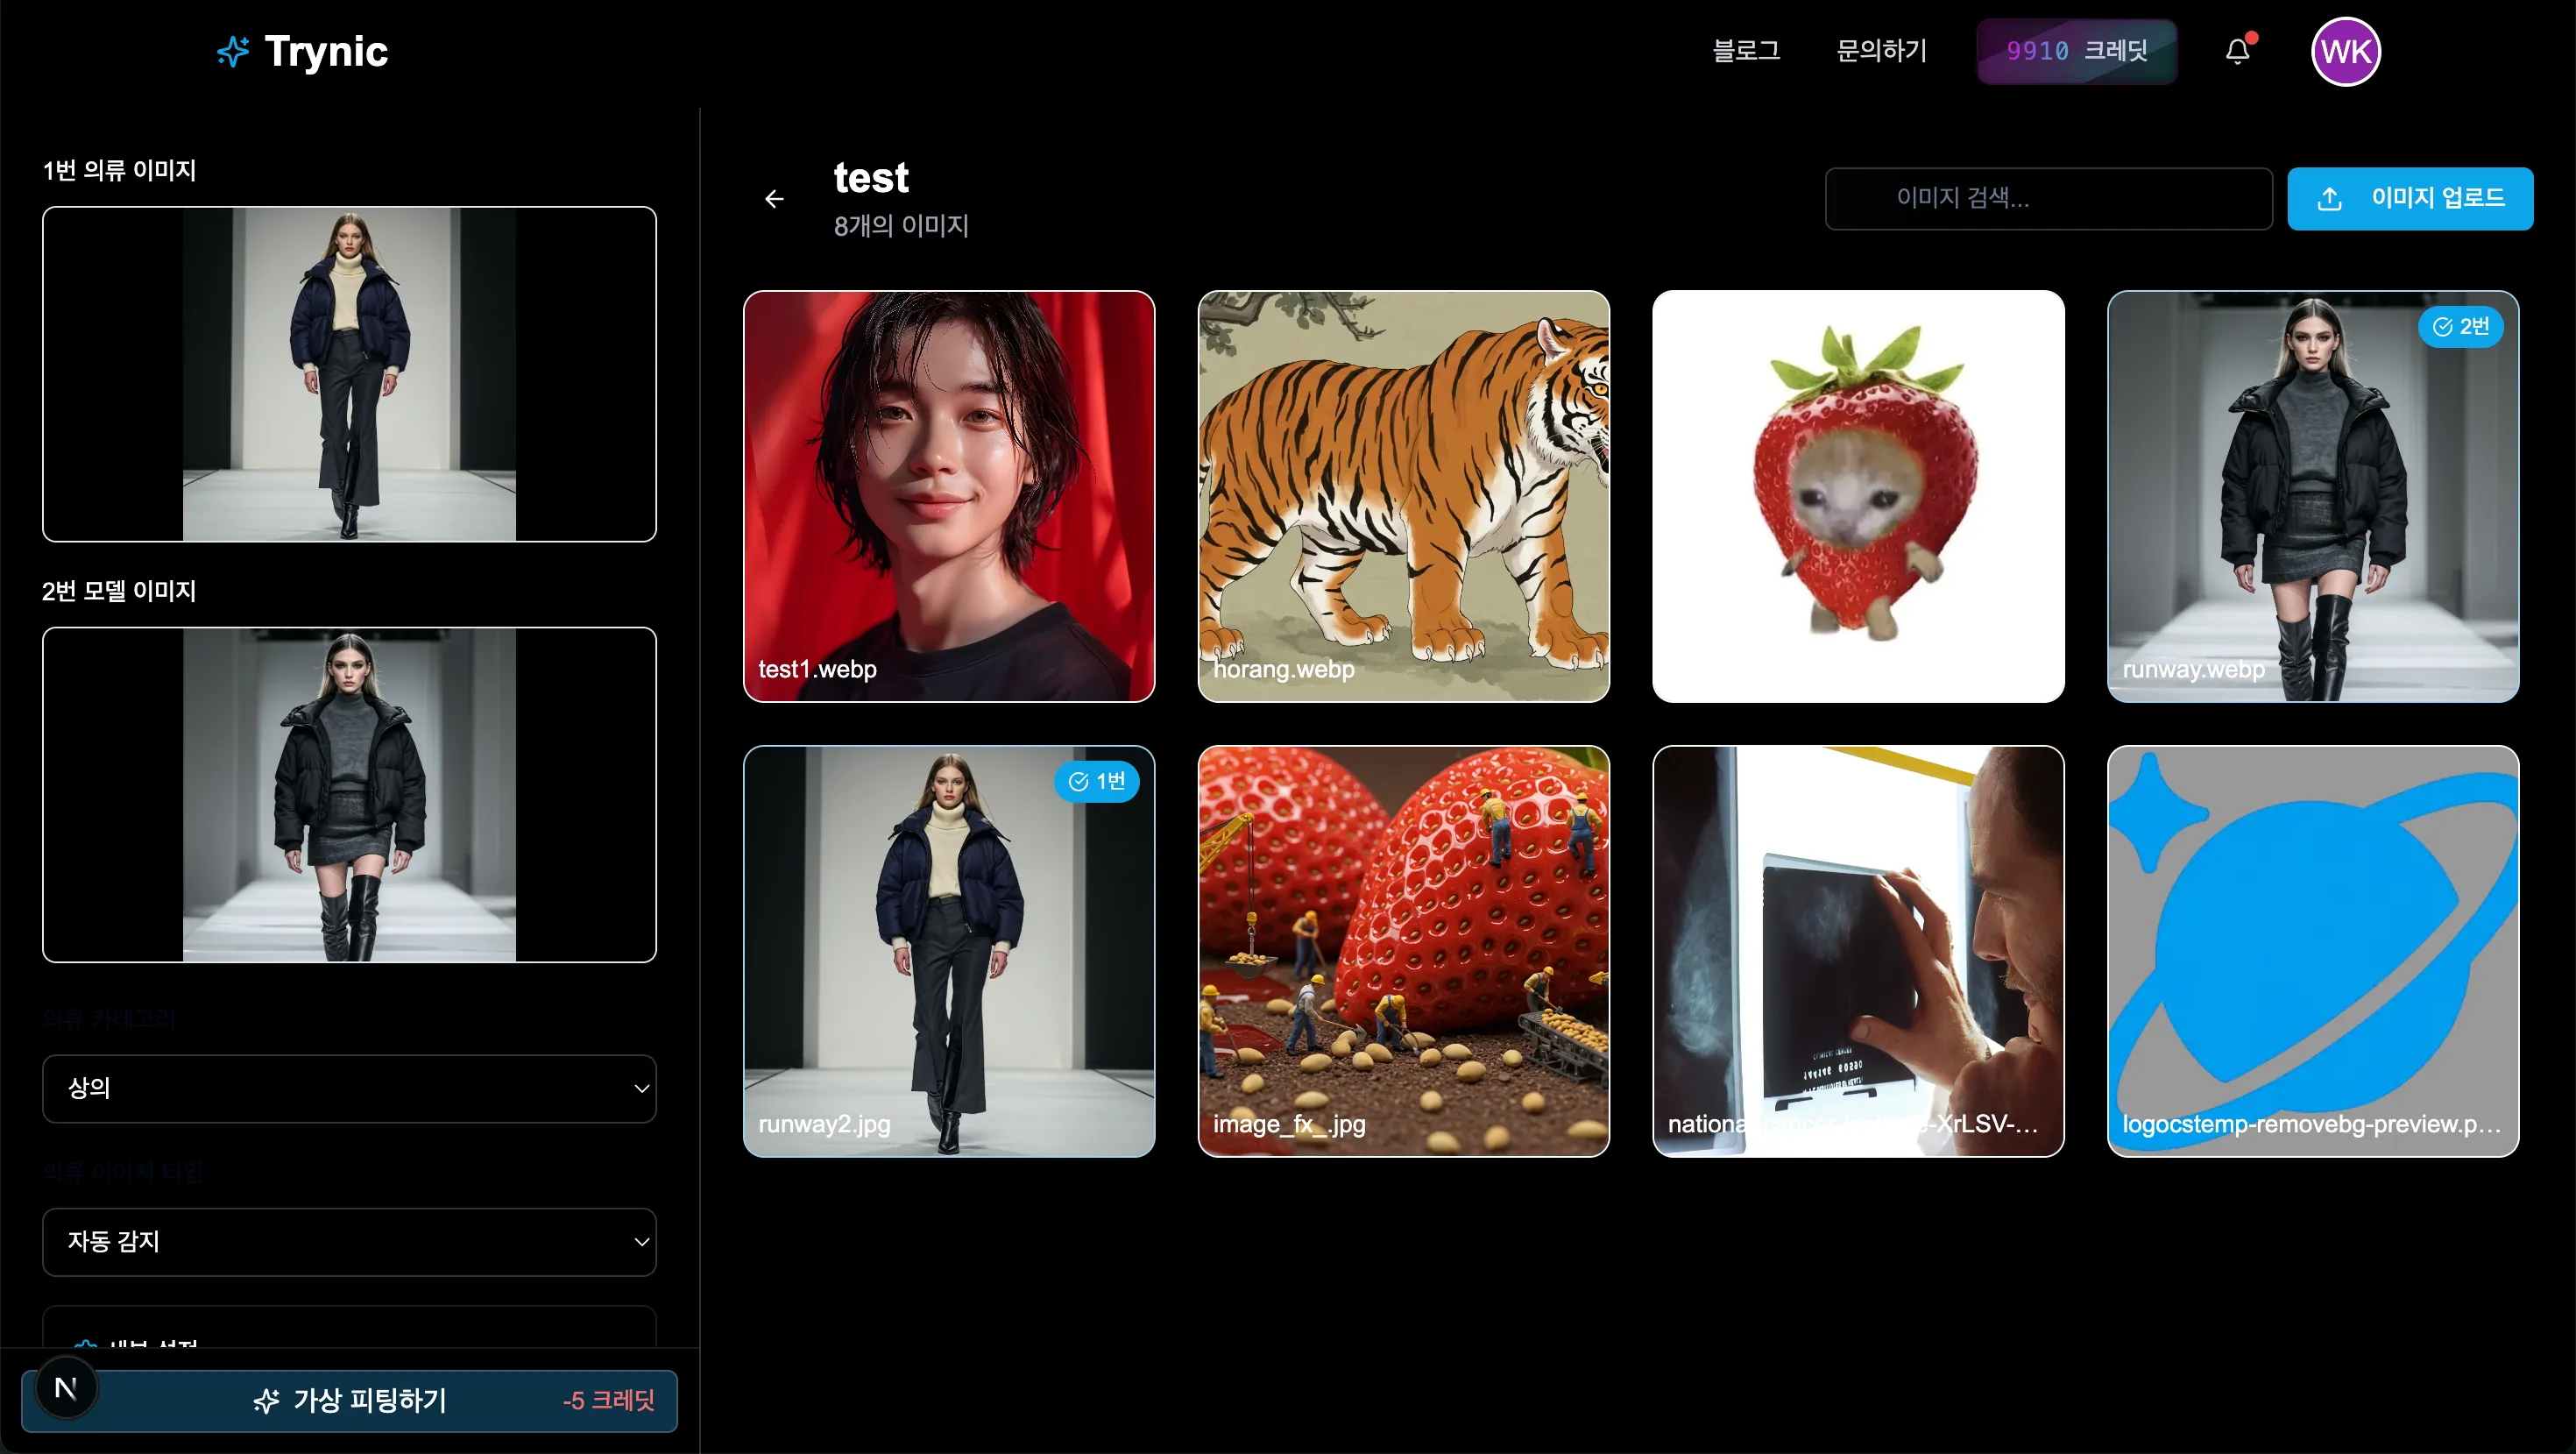 Trynic
블로그
문의하기
9910 크레딧
WK
1번 의류 이미지
2번 모델 이미지
의류 카테고리
상의
의류 이미지 타입
자동 감지
세부 설정
N
가상 피팅하기
-5 크레딧
test
8개의 이미지
이미지 검색...
이미지 업로드
test1.webp
horang.webp
2번
runway.webp
1번
runway2.jpg
image_fx_.jpg
logocstemp-removebg-preview.p...